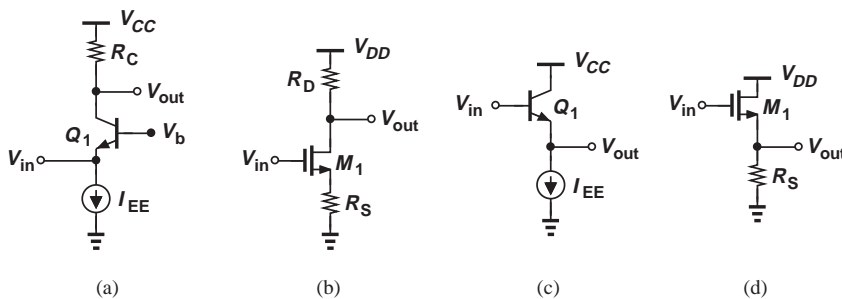 V_CC
R_C
V_out
Q_1
V_b
V_in
I_EE
(a)
V_DD
R_D
V_out
V_in
M_1
R_S
(b)
V_CC
V_in
Q_1
V_out
I_EE
(c)
V_DD
V_in
M_1
V_out
R_S
(d)